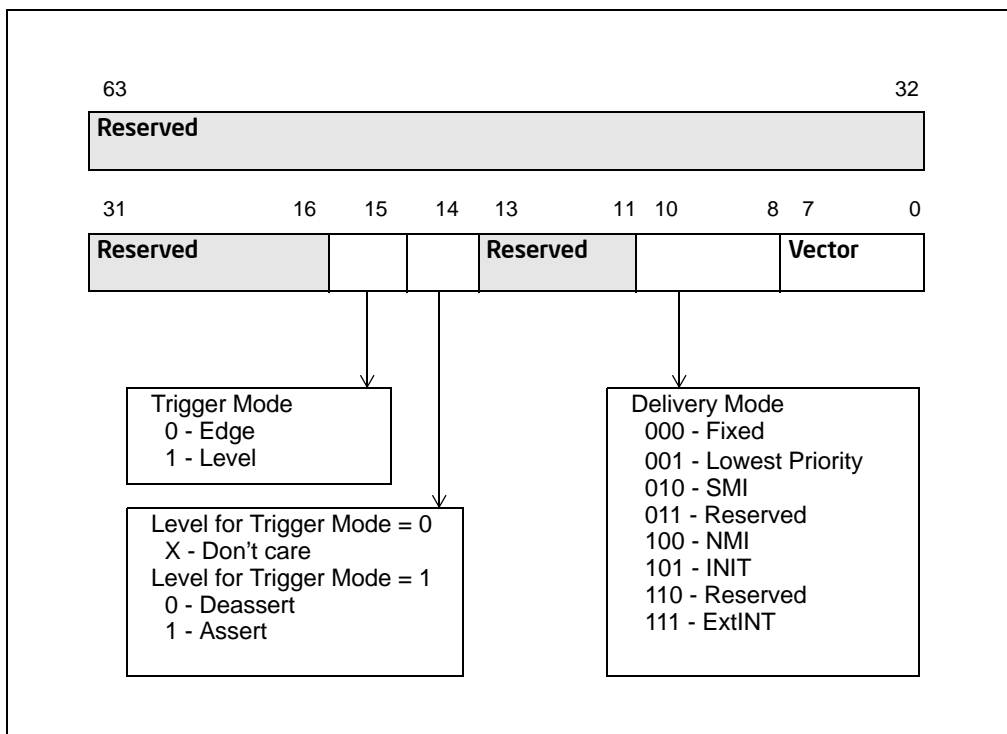 63 32
Reserved
31 16 15 14 13 11 10 8 7 0
Reserved Reserved Vector
Trigger Mode
0 - Edge
1 - Level
Level for Trigger Mode = 0
X - Don't care
Level for Trigger Mode = 1
0 - Deassert
1 - Assert
Delivery Mode
000 - Fixed
001 - Lowest Priority
010 - SMI
011 - Reserved
100 - NMI
101 - INIT
110 - Reserved
111 - ExtINT